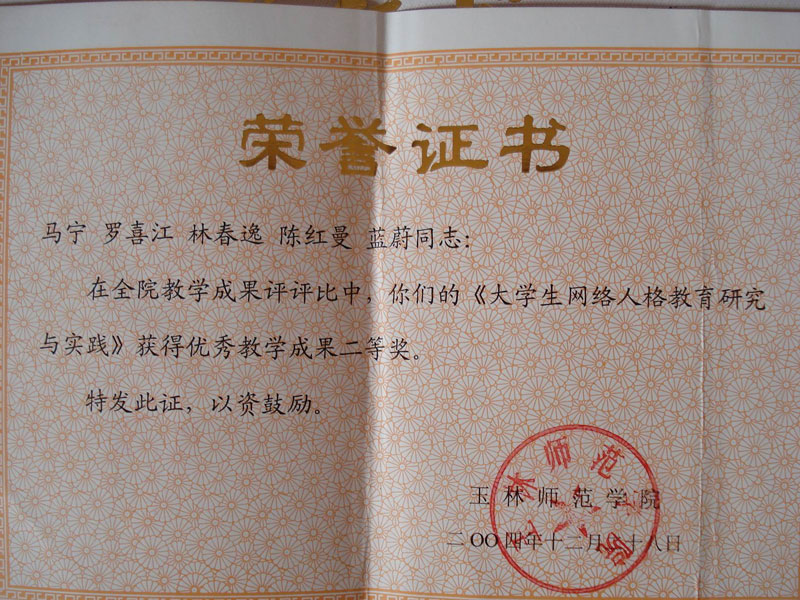 荣誉证书
马宁 罗喜江 林春逸 陈红曼 蓝蔚同志：
在全院教学成果评评比中，你们的《大学生网络人格教育研究
与实践》获得优秀教学成果二等奖。
特发此证，以资鼓励。
玉林师范学院
二OO四年十二月 十八日